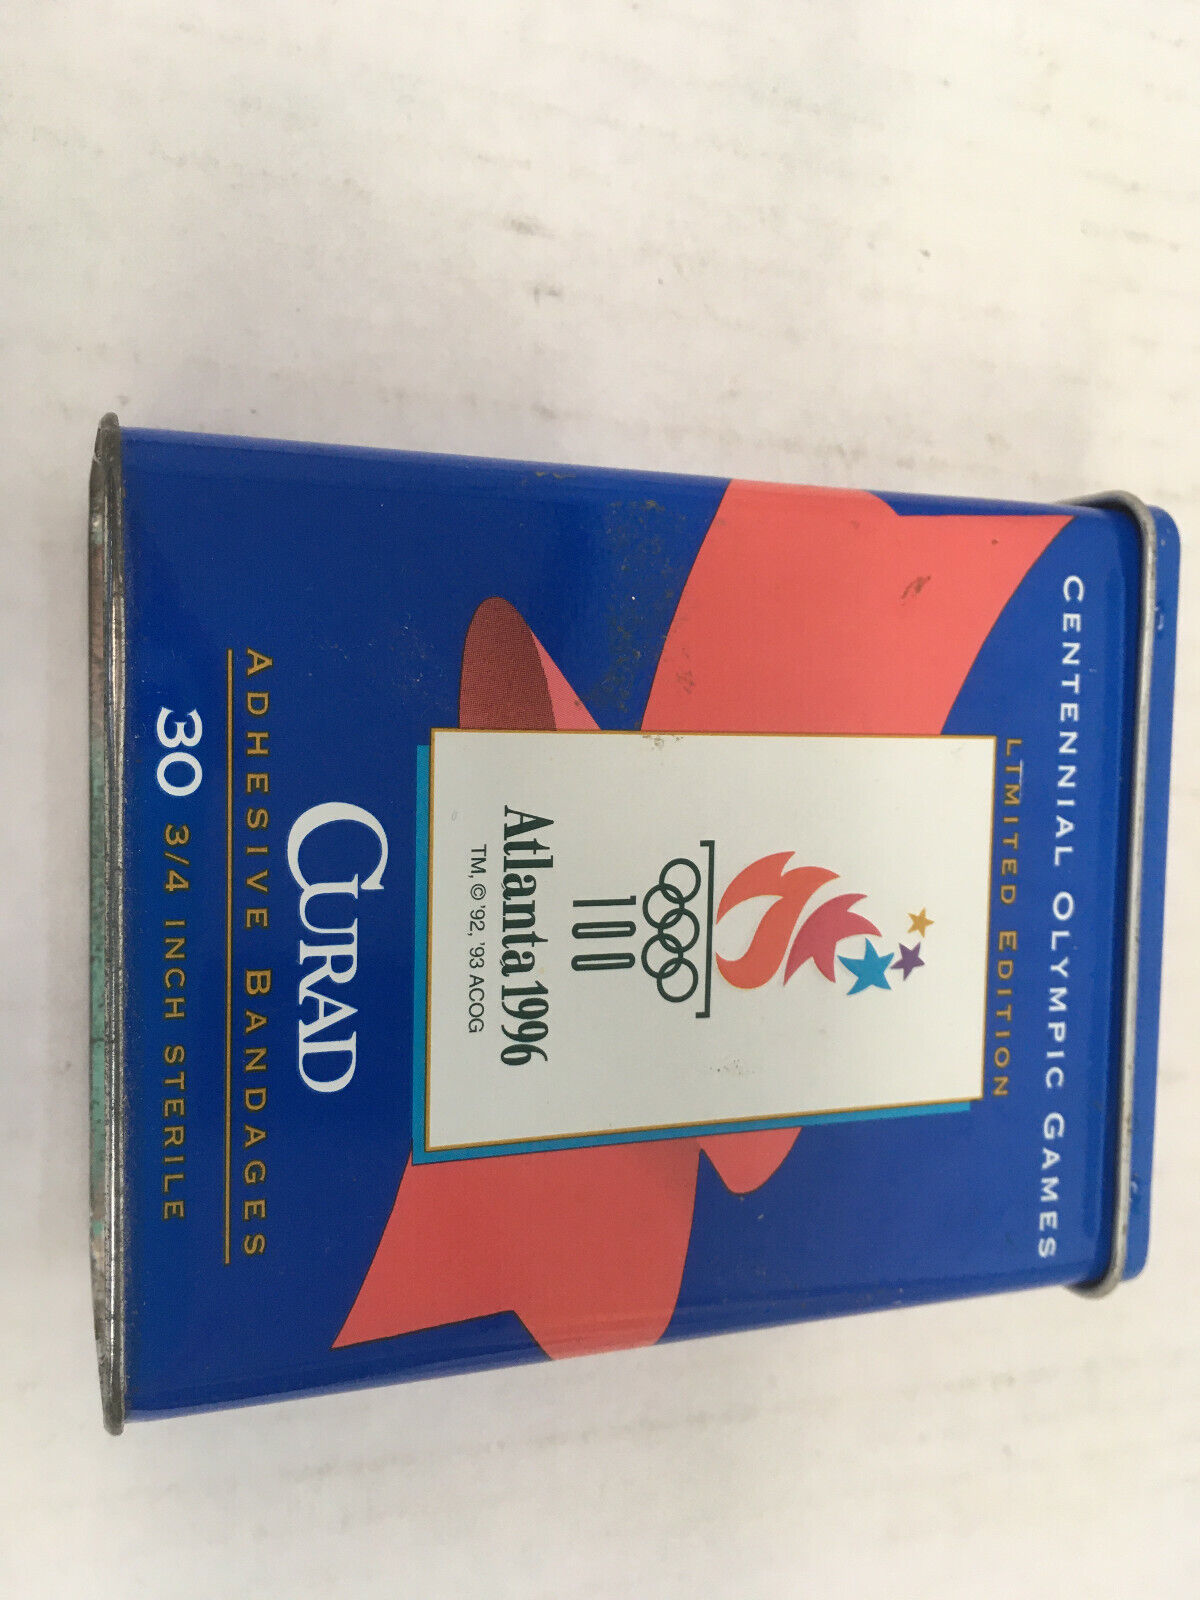 CENTENNIAL OLYMPIC GAMES
LIMITED EDITION
100
Atlanta 1996
TM, © '92, '93 ACOG
CURAD
ADHESIVE BANDAGES
30 3/4 INCH STERILE